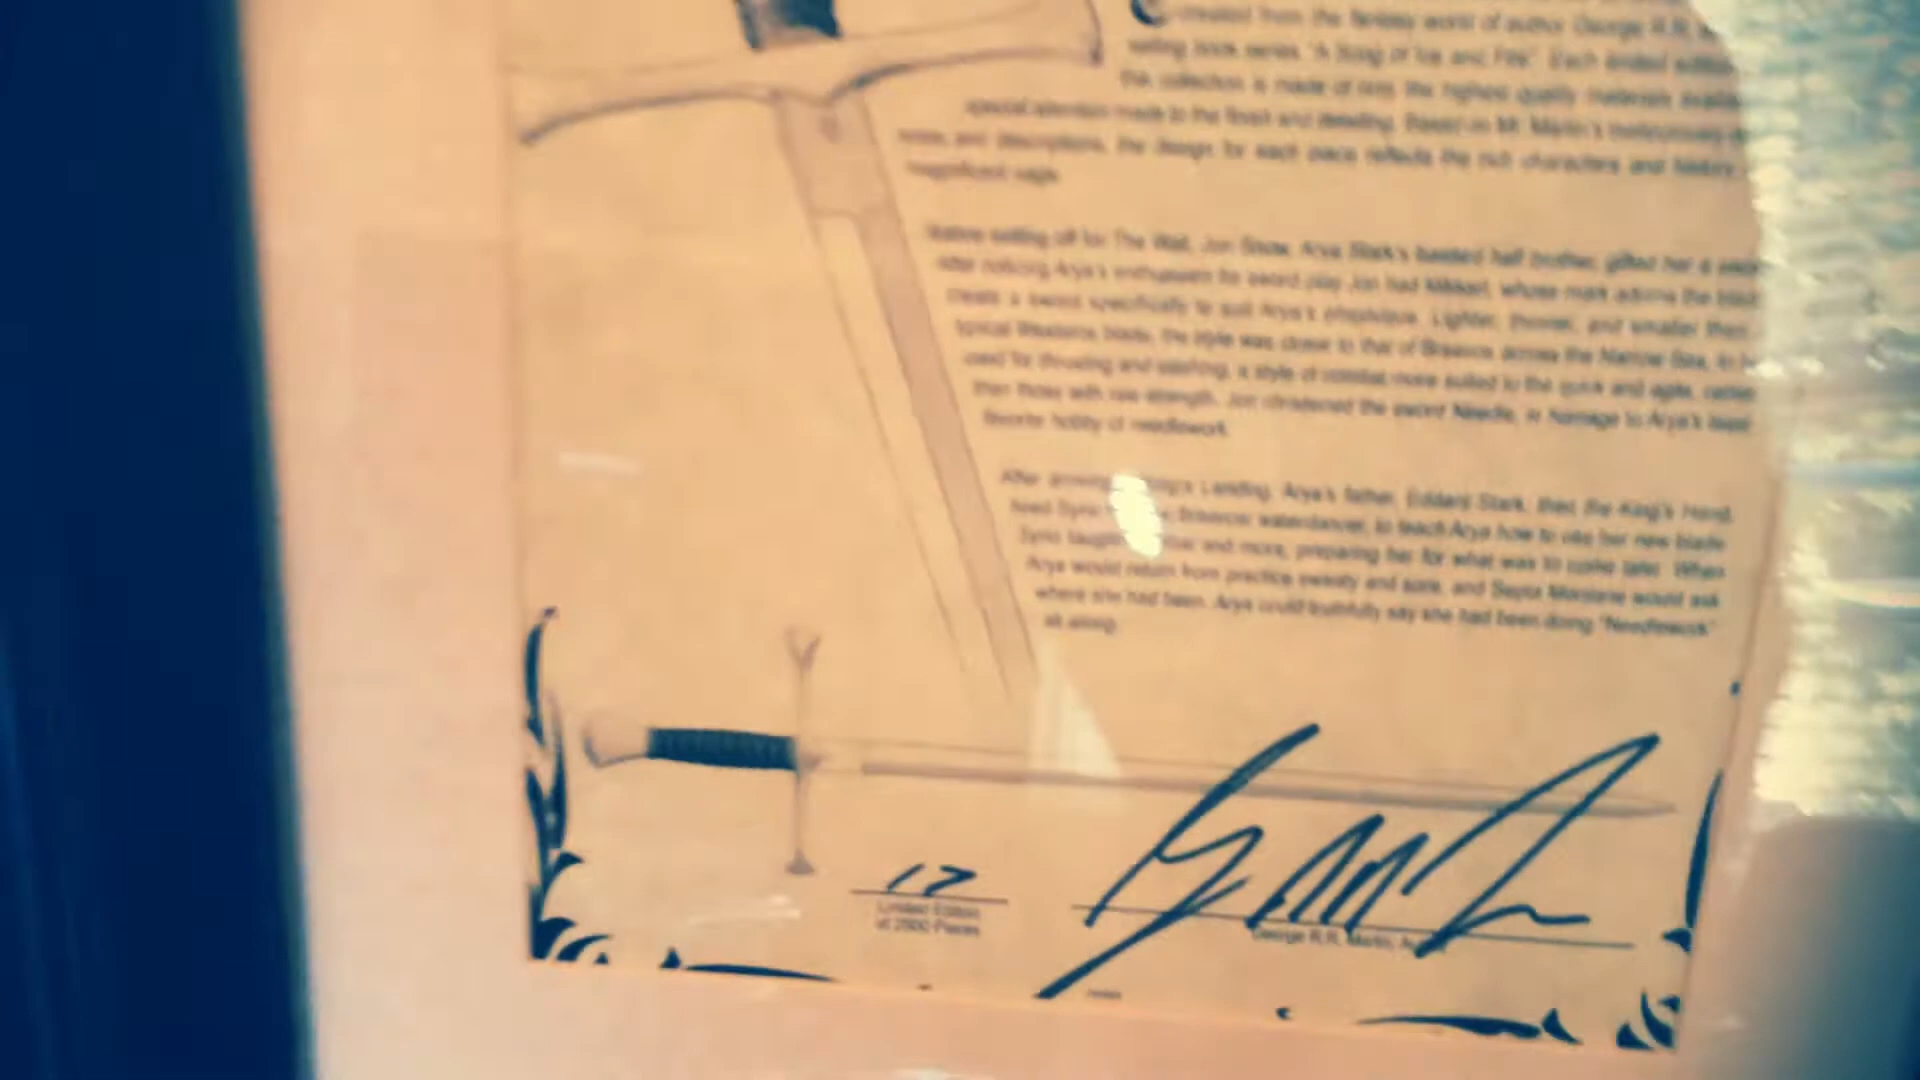 created from the fantasy world of author George R.R.
selling book series, "A Song of Ice and Fire". Each limited edition
this collection is made of only the highest quality materials available
special attention made to the finish and detailing. Based on Mr. Martin's meticulously
notes and descriptions, the design for each piece reflects the rich characters and history
magnificent saga.
Before setting off for The Wall, Jon Snow, Arya Stark's bastard half brother, gifted her a sword.
After noticing Arya's enthusiasm for sword play Jon had Mikken, whose mark adorns the blade
create a sword specifically to suit Arya's physique. Lighter, thinner, and smaller than
typical Westeros blade, the style was closer to that of Braavos across the Narrow Sea, to be
used for thrusting and slashing, a style of combat more suited to the quick and agile, rather
than those with raw strength. Jon christened the sword Needle, in homage to Arya's least
favorite hobby of needlework.
After arriving Landing, Arya's father, Eddard Stark, then the King's Hand,
hired Syrio Braavosi waterdancer, to teach Arya how to use her new blade.
Syrio taught that and more, preparing her for what was to come later. When
Arya would return from practice sweaty and sore, and Septa Mordane would ask
where she had been, Arya could truthfully say she had been doing "Needlework"
all along.
17
Limited Edition
of 2500 Pieces
George R.R. Martin,